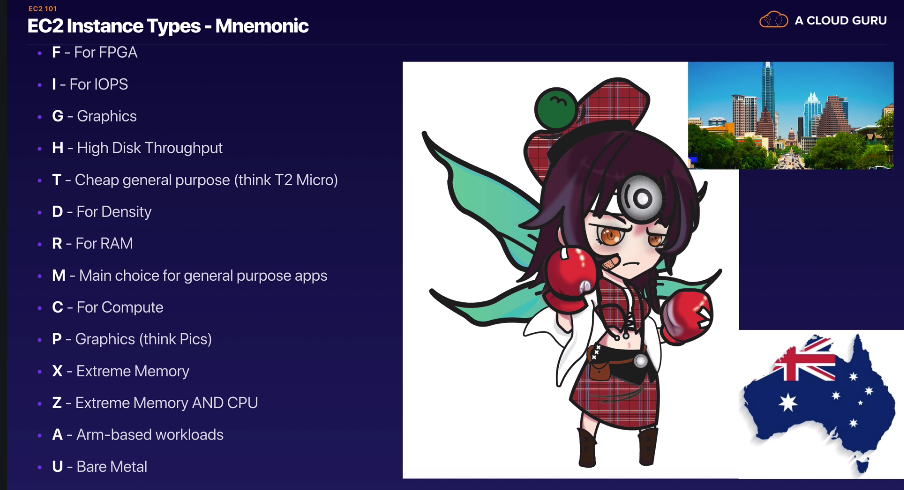 EC2 101
EC2 Instance Types - Mnemonic
A CLOUD GURU
F - For FPGA
I - For IOPS
G - Graphics
H - High Disk Throughput
T - Cheap general purpose (think T2 Micro)
D - For Density
R - For RAM
M - Main choice for general purpose apps
C - For Compute
P - Graphics (think Pics)
X - Extreme Memory
Z - Extreme Memory AND CPU
A - Arm-based workloads
U - Bare Metal